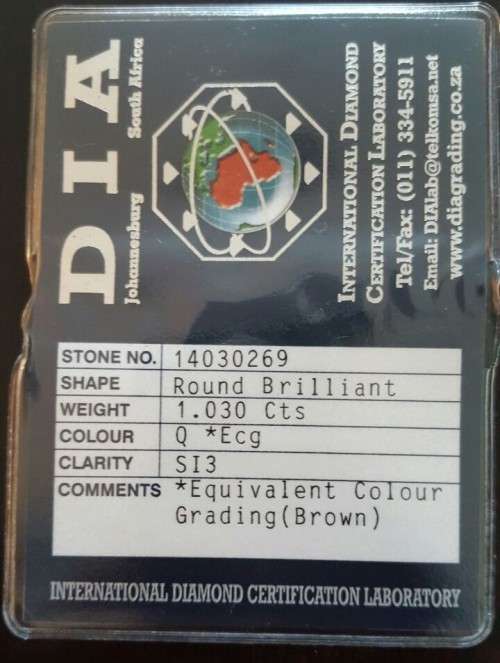 DIA
Johannesburg South Africa
INTERNATIONAL DIAMOND
CERTIFICATION LABORATORY
Tel/Fax: (011) 334-5911
Email: DIAlab@telkomsa.net
www.diagrading.co.za
STONE NO. 14030269
SHAPE Round Brilliant
WEIGHT 1.030 Cts
COLOUR Q *Ecg
CLARITY SI3
COMMENTS *Equivalent Colour
Grading(Brown)
INTERNATIONAL DIAMOND CERTIFICATION LABORATORY